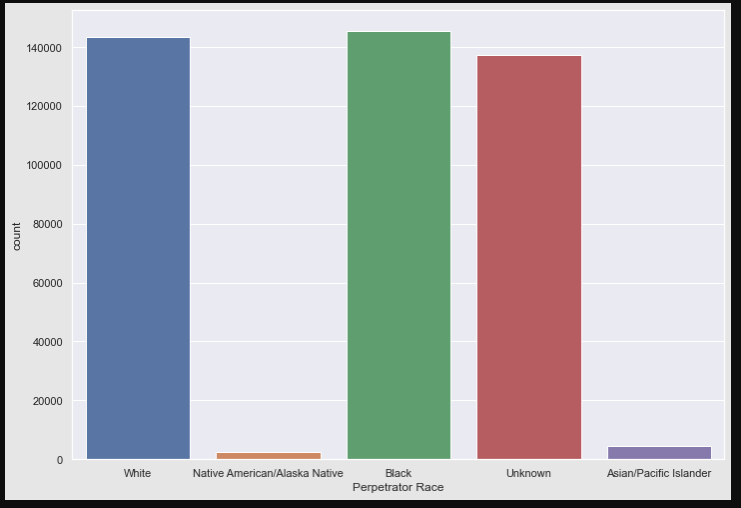 140000
120000
100000
80000
60000
40000
20000
0
count
White
Native American/Alaska Native
Black
Unknown
Asian/Pacific Islander
Perpetrator Race